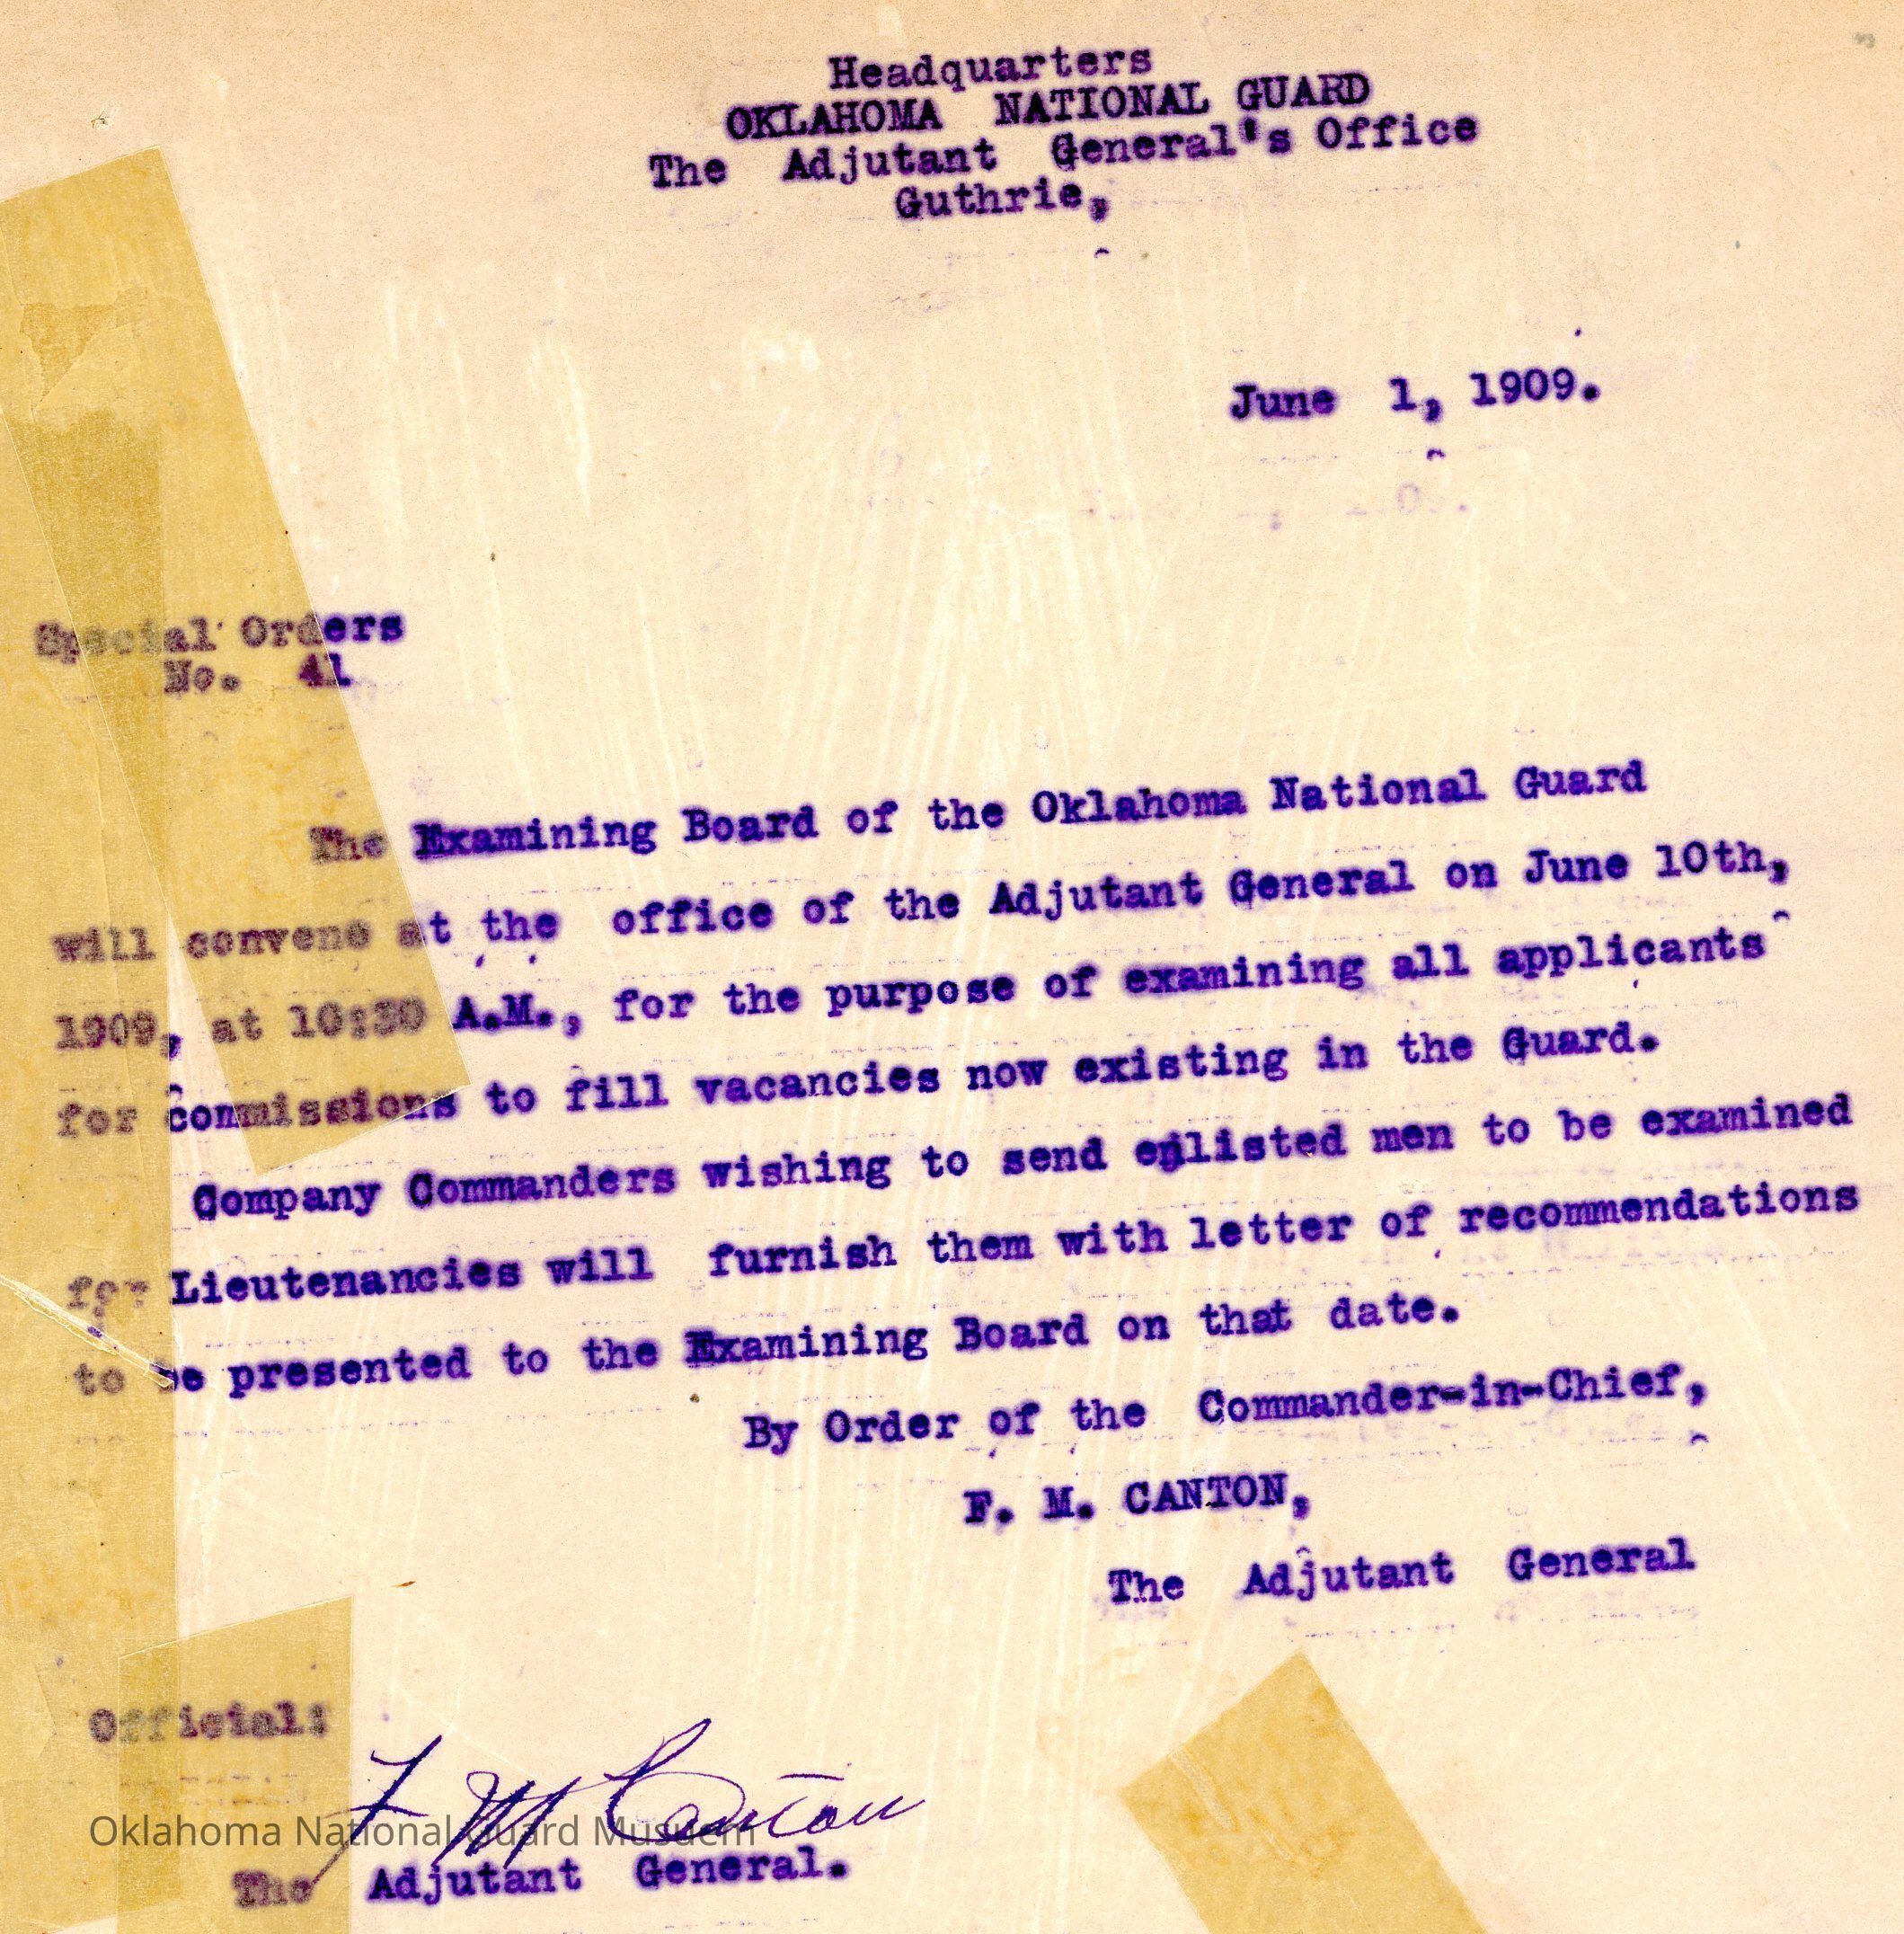 Headquarters
OKLAHOMA NATIONAL GUARD
The Adjutant General's Office
Guthrie,
June 1, 1909.
Special Orders
No. 41
The Examining Board of the Oklahoma National Guard
will convene at the office of the Adjutant General on June 10th,
1909, at 10:30 A.M., for the purpose of examining all applicants
for commissions to fill vacancies now existing in the Guard.
Company Commanders wishing to send enlisted men to be examined
for Lieutenancies will furnish them with letter of recommendations
to be presented to the Examining Board on that date.
By Order of the Commander-in-Chief,
F. M. CANTON,
The Adjutant General
Official:
F M Canton
Oklahoma National Guard Musuem
The Adjutant General.